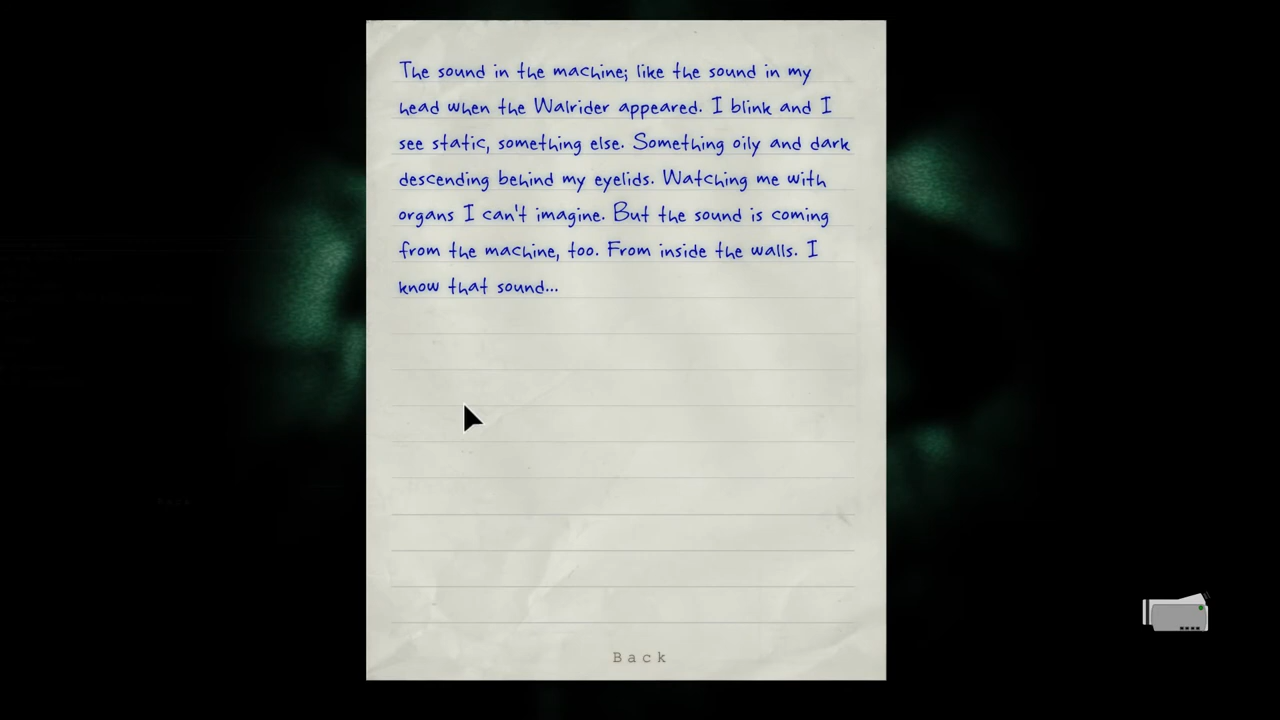 The sound in the machine; like the sound in my
head when the Walrider appeared. I blink and I
see static, something else. Something oily and dark
descending behind my eyelids. Watching me with
organs I can't imagine. But the sound is coming
from the machine, too. From inside the walls. I
know that sound...
Back